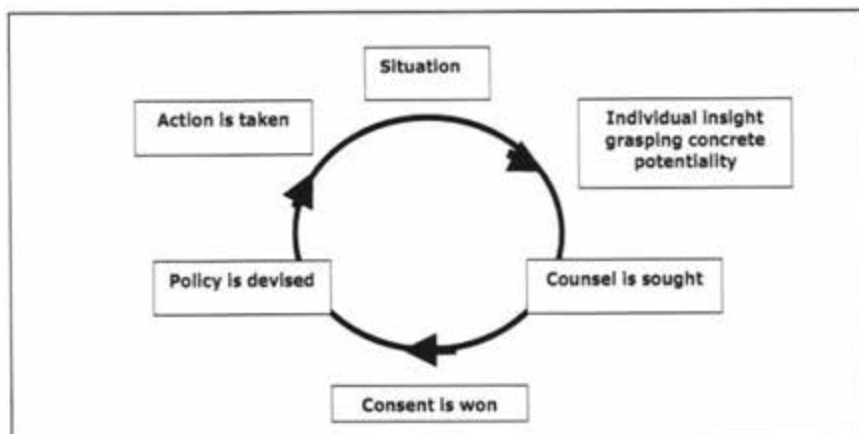 Situation
Action is taken
Individual insight
grasping concrete
potentiality
Policy is devised
Counsel is sought
Consent is won